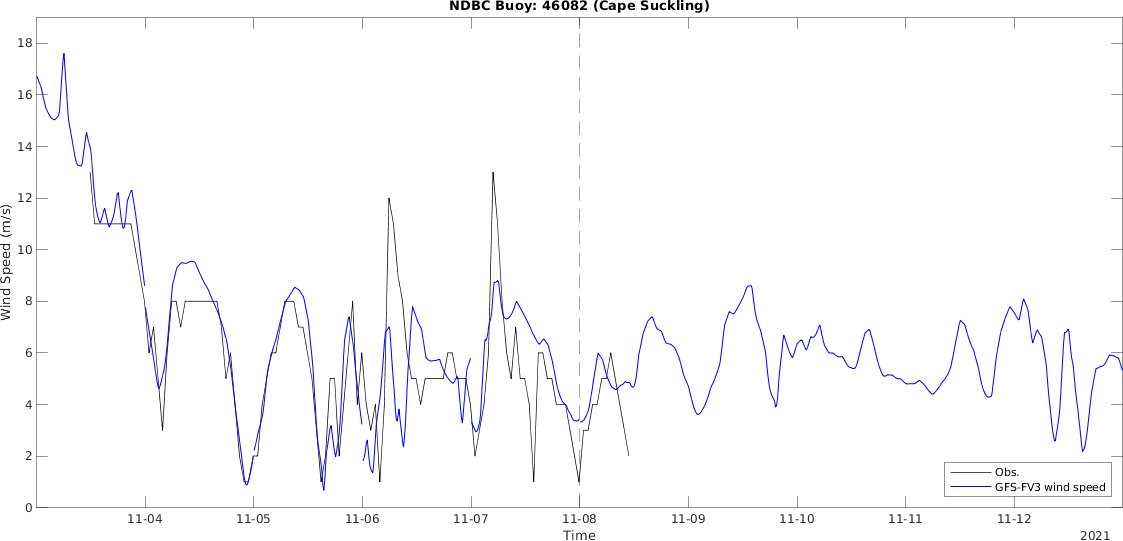 NDBC Buoy: 46082 (Cape Suckling)
Wind Speed (m/s)
18
16
14
12
10
8
6
4
2
0
11-04 11-05 11-06 11-07 11-08 11-09 11-10 11-11 11-12
Time
2021
Obs.
GFS-FV3 wind speed